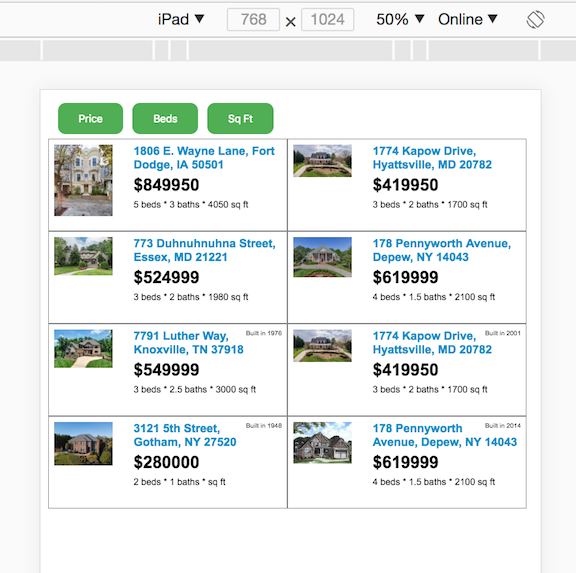 iPad ▼ 768 × 1024 50% ▼ Online ▼
Price Beds Sq Ft
1806 E. Wayne Lane, Fort
Dodge, IA 50501
$849950
5 beds * 3 baths * 4050 sq ft
1774 Kapow Drive,
Hyattsville, MD 20782
$419950
3 beds * 2 baths * 1700 sq ft
773 Duhnuhnuhna Street,
Essex, MD 21221
$524999
3 beds * 2 baths * 1980 sq ft
178 Pennyworth Avenue,
Depew, NY 14043
$619999
4 beds * 1.5 baths * 2100 sq ft
7791 Luther Way, Built in 1976
Knoxville, TN 37918
$549999
3 beds * 2.5 baths * 3000 sq ft
1774 Kapow Drive, Built in 2001
Hyattsville, MD 20782
$419950
3 beds * 2 baths * 1700 sq ft
3121 5th Street, Built in 1948
Gotham, NY 27520
$280000
2 beds * 1 baths * sq ft
178 Pennyworth Built in 2014
Avenue, Depew, NY 14043
$619999
4 beds * 1.5 baths * 2100 sq ft